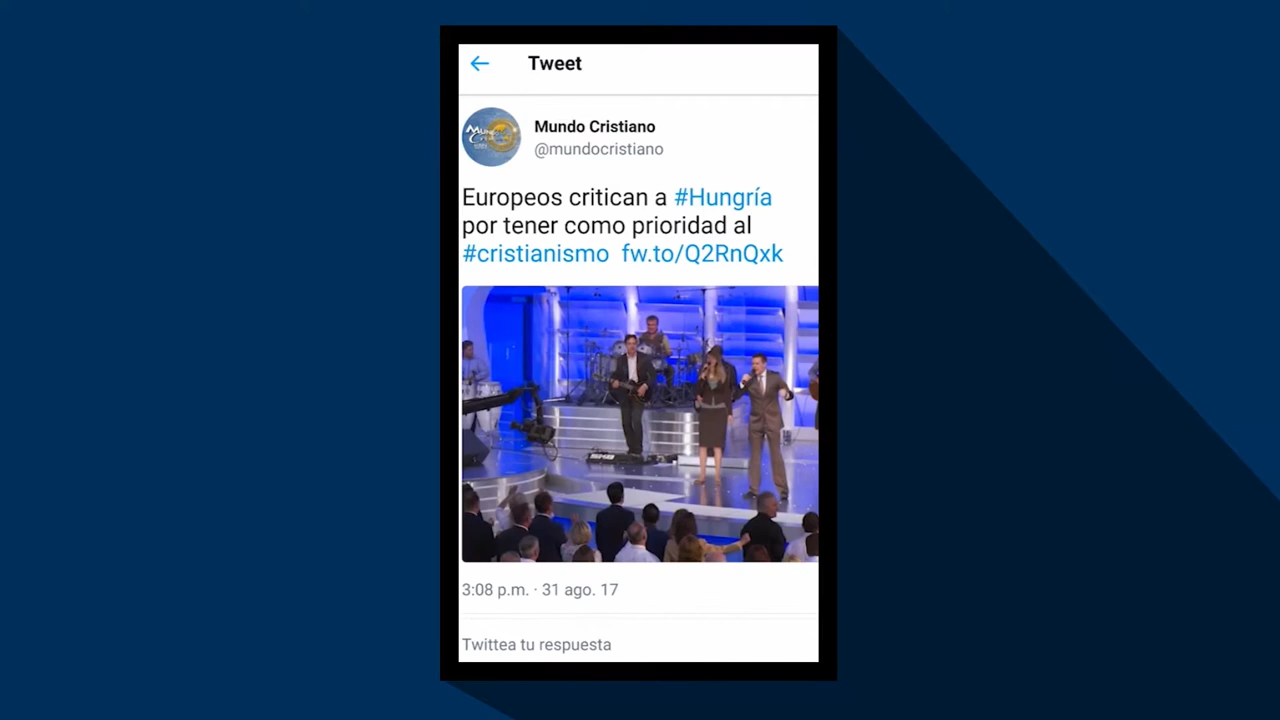 Tweet
Mundo Cristiano
@mundocristiano
Europeos critican a #Hungría
por tener como prioridad al
#cristianismo fw.to/Q2RnQxk
3:08 p.m. · 31 ago. 17
Twittea tu respuesta